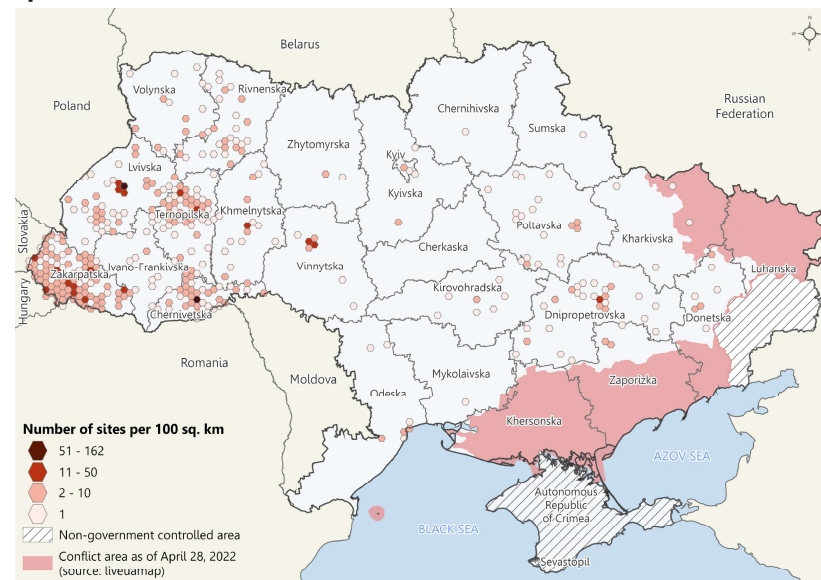 Belarus
Poland
Russian
Federation
Volynska
Rivnenska
Chernihivska
Sumska
Zhytomyrska
Kyiv
Kyivska
Lvivska
Ternopilska
Khmelnytska
Poltavska
Kharkivska
Slovakia
Cherkaska
Vinnytska
Zakarpatska
Ivano-Frankivska
Luhanska
Hungary
Kirovohradska
Dnipropetrovska
Donetska
Chernivetska
Romania
Moldova
Odeska
Mykolaivska
Zaporizka
Khersonska
AZOV SEA
Autonomous
Republic
of Crimea
BLACK SEA
Sevastopil
Number of sites per 100 sq. km
51 - 162
11 - 50
2 - 10
1
Non-government controlled area
Conflict area as of April 28, 2022
(source: liveuamap)